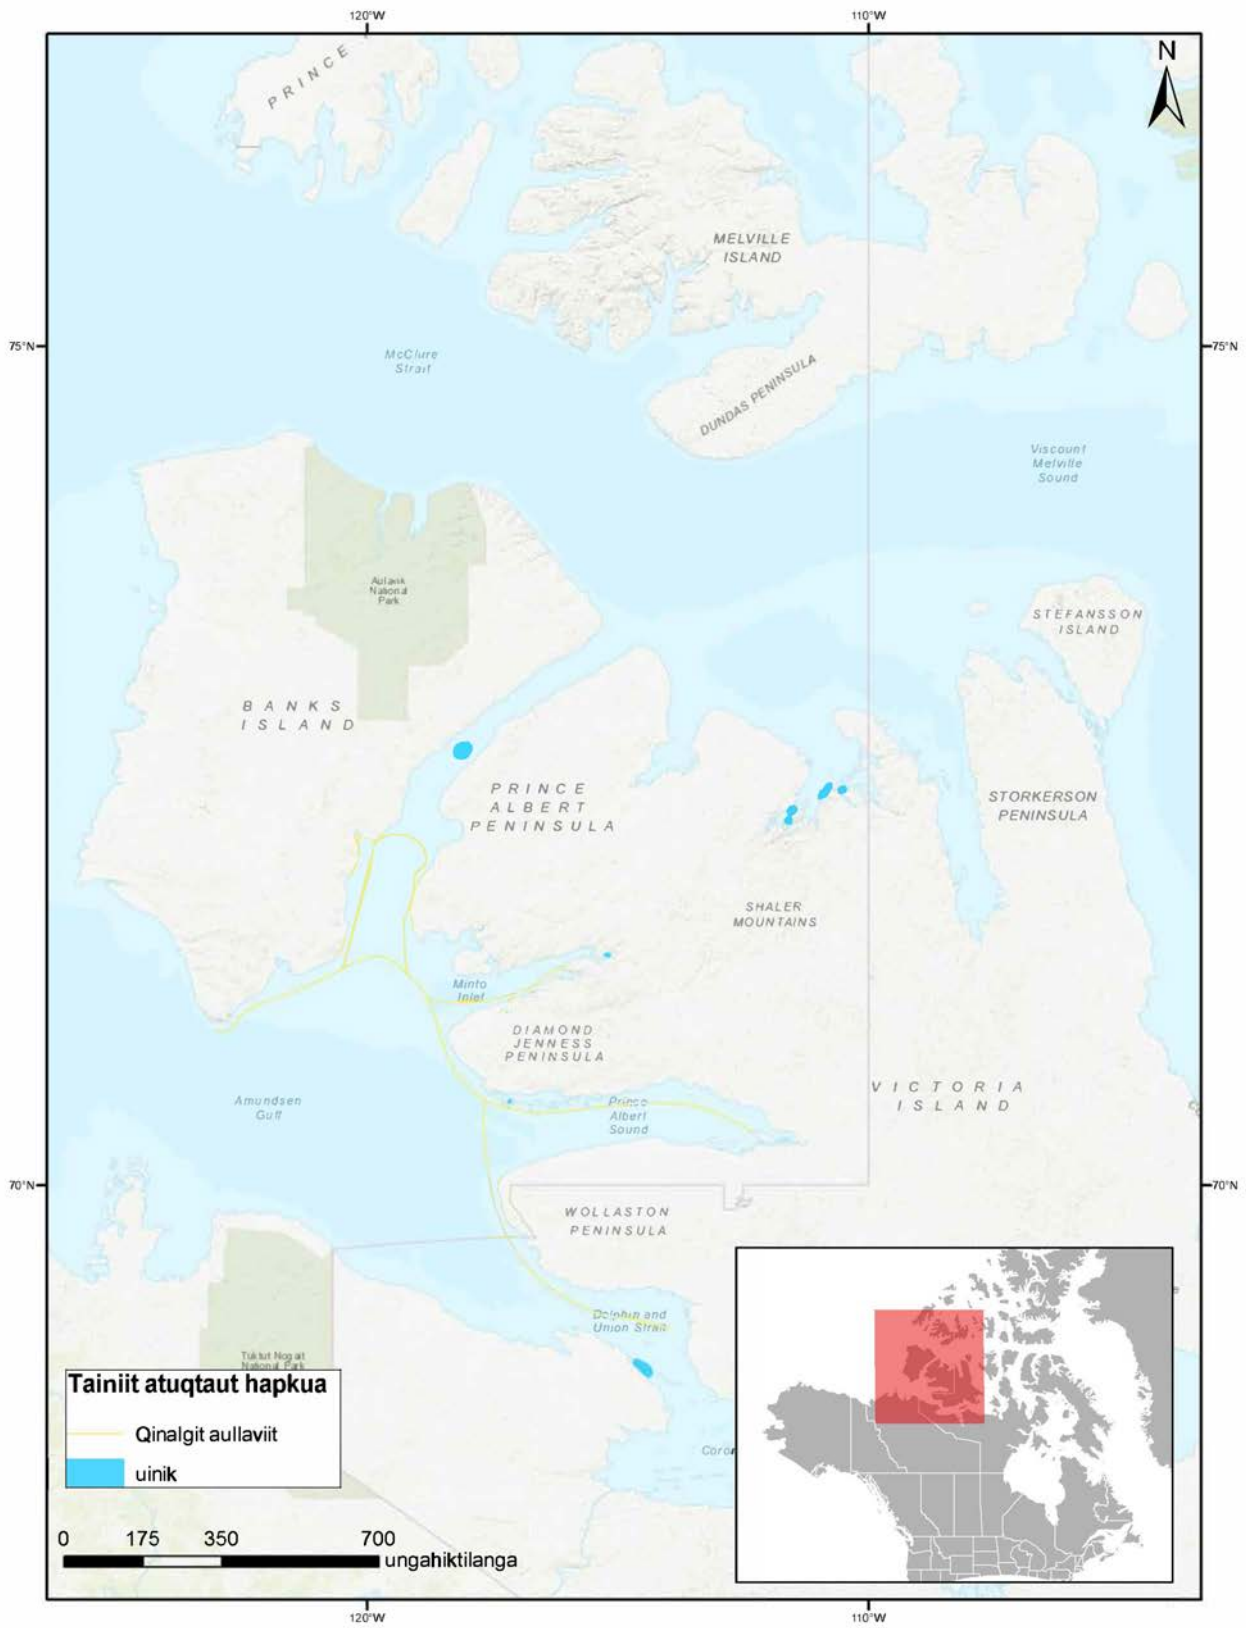 120°W
110°W
N
PRINCE
MELVILLE
ISLAND
75°N
75°N
McClure
Strait
DUNDAS PENINSULA
Viscount
Melville
Sound
Aulavik
National
Park
STEFANSSON
ISLAND
BANKS
ISLAND
PRINCE
ALBERT
PENINSULA
STORKERSON
PENINSULA
SHALER
MOUNTAINS
Minto
Inlet
DIAMOND
JENNESS
PENINSULA
VICTORIA
ISLAND
Amundsen
Gulf
Prince
Albert
Sound
70°N
70°N
WOLLASTON
PENINSULA
Dolphin and
Union Strait
Tuktut Nogait
National Park
Tainiit atuqtaut hapkua
Qinalgit aullaviit
uinik
Coron
0
175
350
700
ungahiktilanga
120°W
110°W